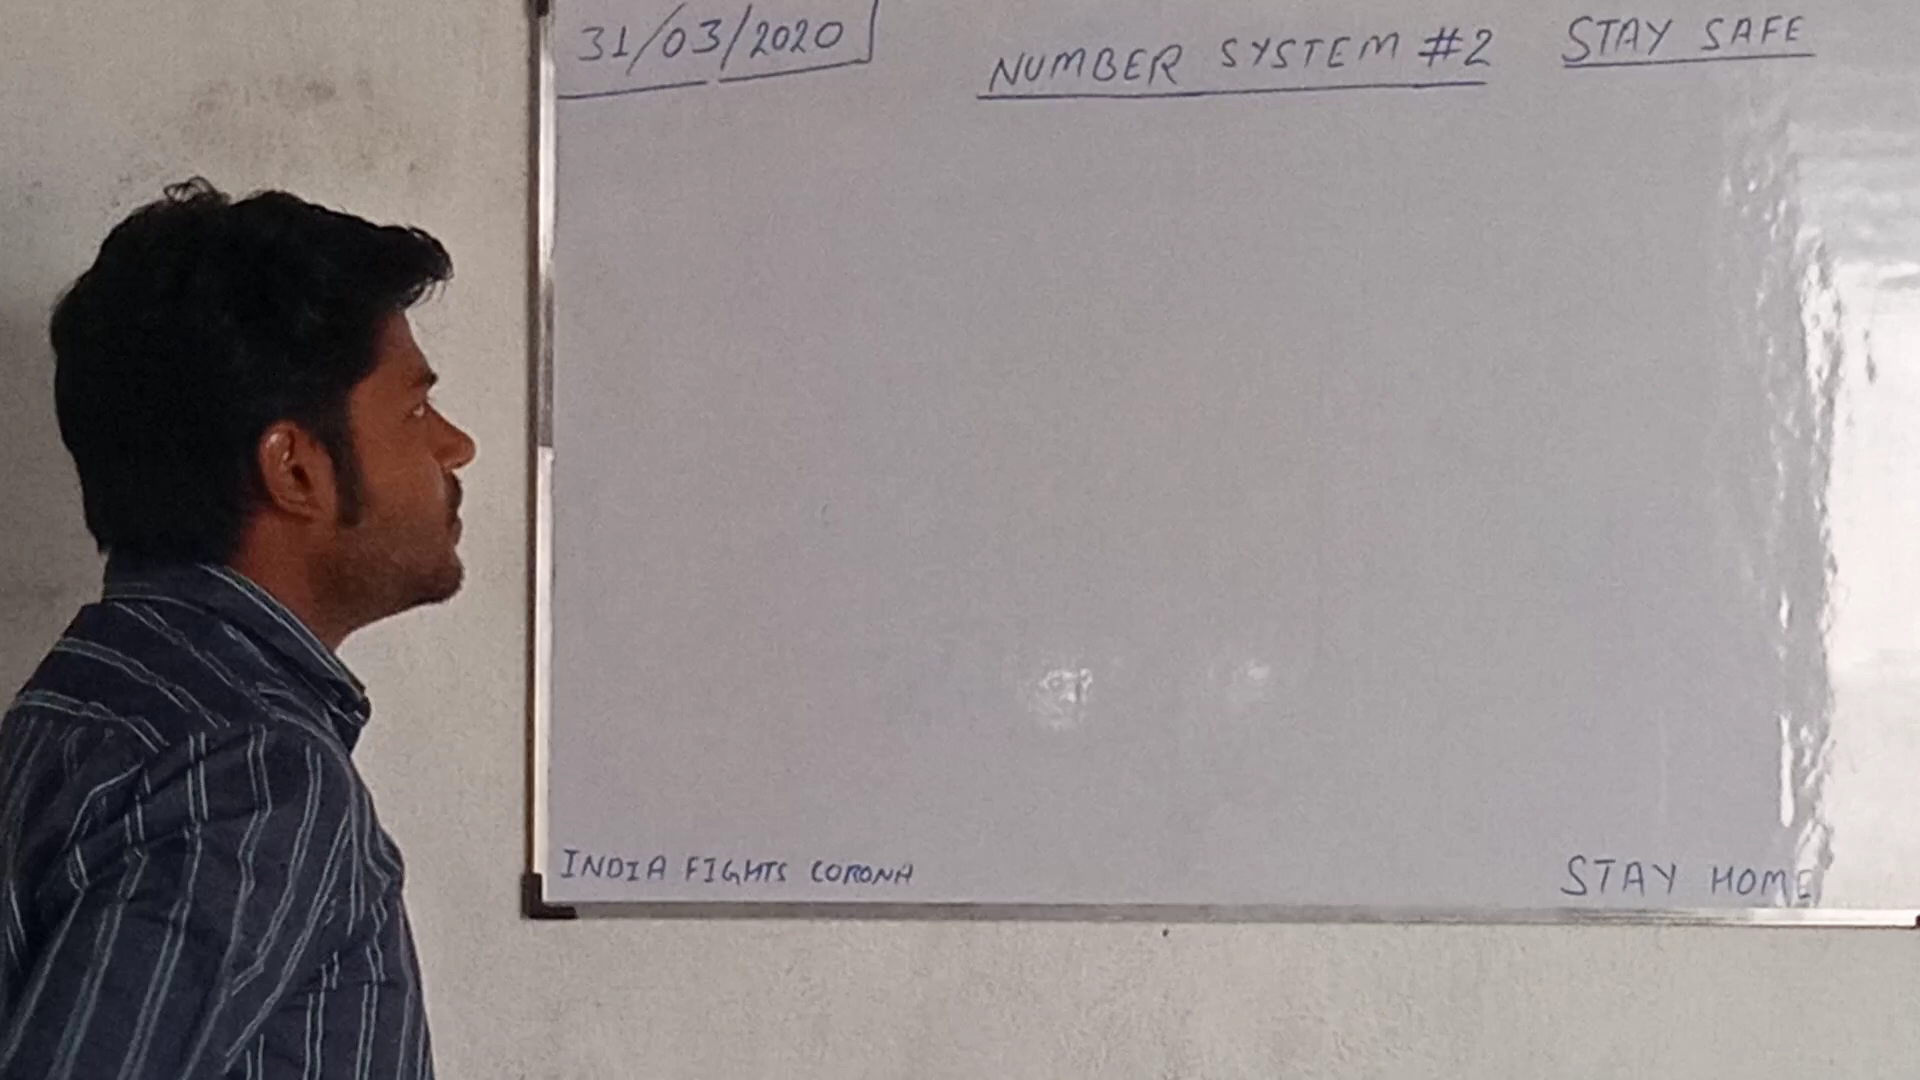 31/03/2020
NUMBER SYSTEM #2
STAY SAFE
INDIA FIGHTS CORONA
STAY HOME